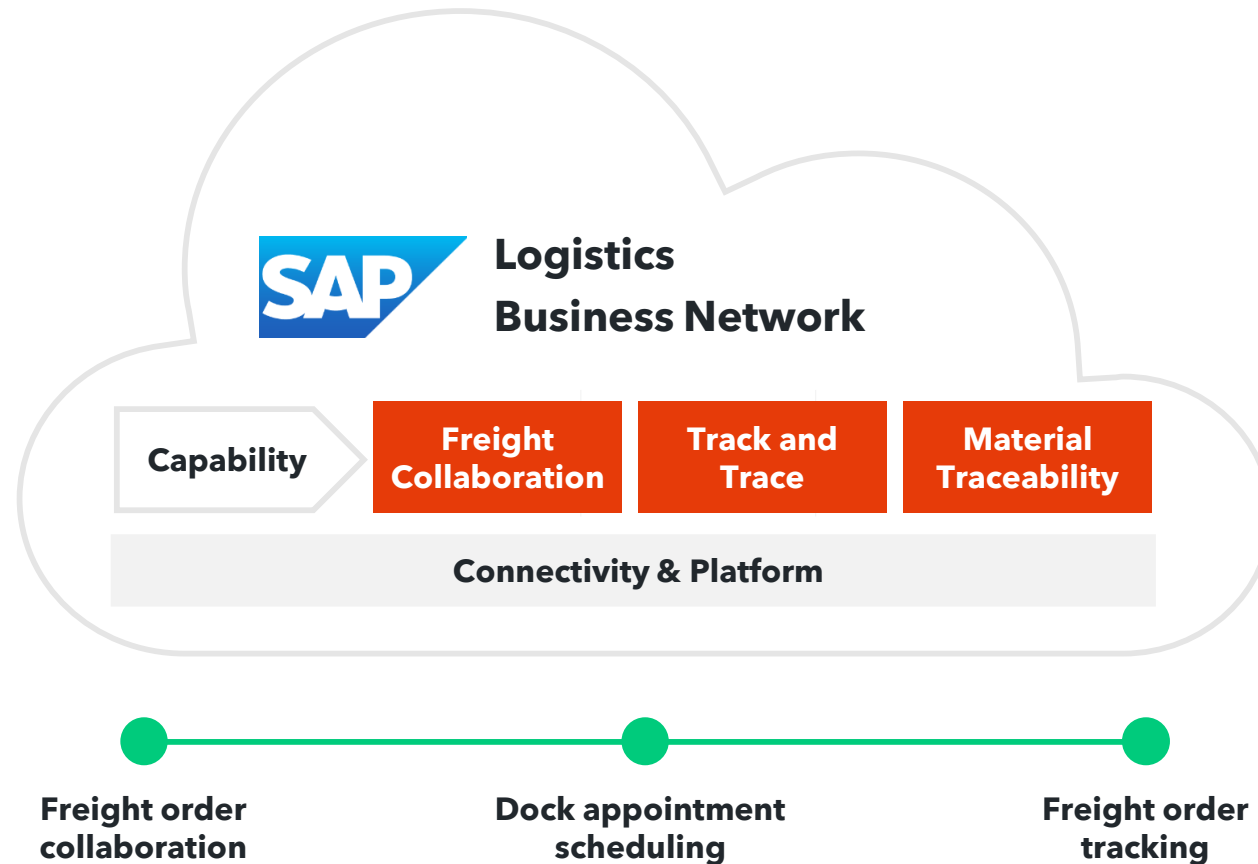 SAP
Logistics
Business Network
Capability
Freight
Collaboration
Track and
Trace
Material
Traceability
Connectivity & Platform
Freight order
collaboration
Dock appointment
scheduling
Freight order
tracking